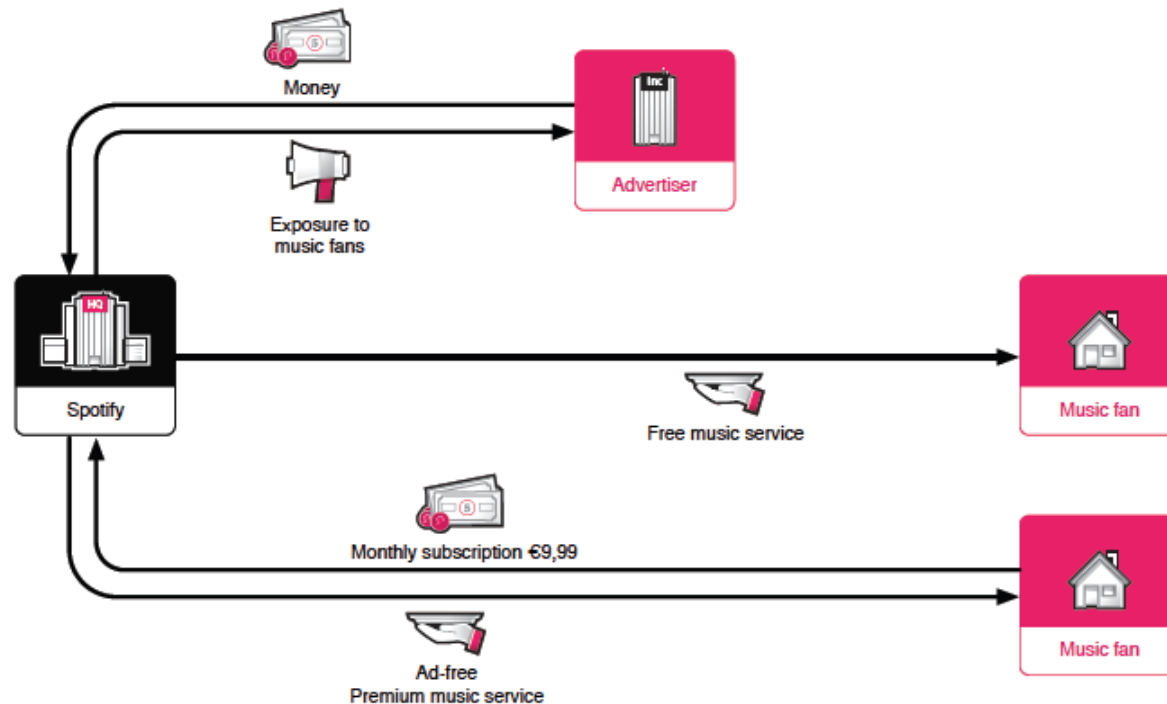 Money
Inc
Advertiser
Exposure to
music fans
HQ
Spotify
Free music service
Music fan
Monthly subscription €9,99
Ad-free
Premium music service
Music fan